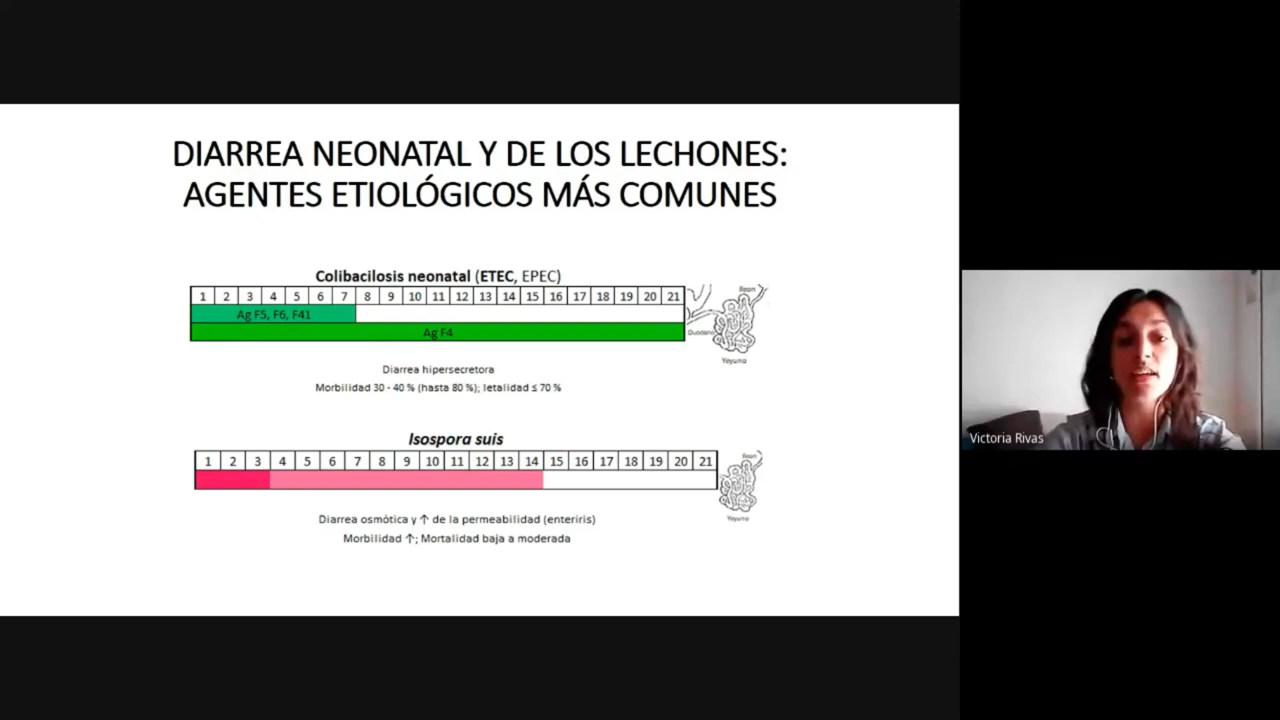 DIARREA NEONATAL Y DE LOS LECHONES:
AGENTES ETIOLÓGICOS MÁS COMUNES
Colibacilosis neonatal (ETEC, EPEC)
1 2 3 4 5 6 7 8 9 10 11 12 13 14 15 16 17 18 19 20 21
Ag F5, F6, F41
Ag F4
Ileon
Duodeno
Yeyuno
Diarrea hipersecretora
Morbilidad 30 - 40 % (hasta 80 %); letalidad ≤ 70 %
Isospora suis
1 2 3 4 5 6 7 8 9 10 11 12 13 14 15 16 17 18 19 20 21
Ileon
Yeyuno
Diarrea osmótica y ↑ de la permeabilidad (enteriris)
Morbilidad ↑; Mortalidad baja a moderada
Victoria Rivas